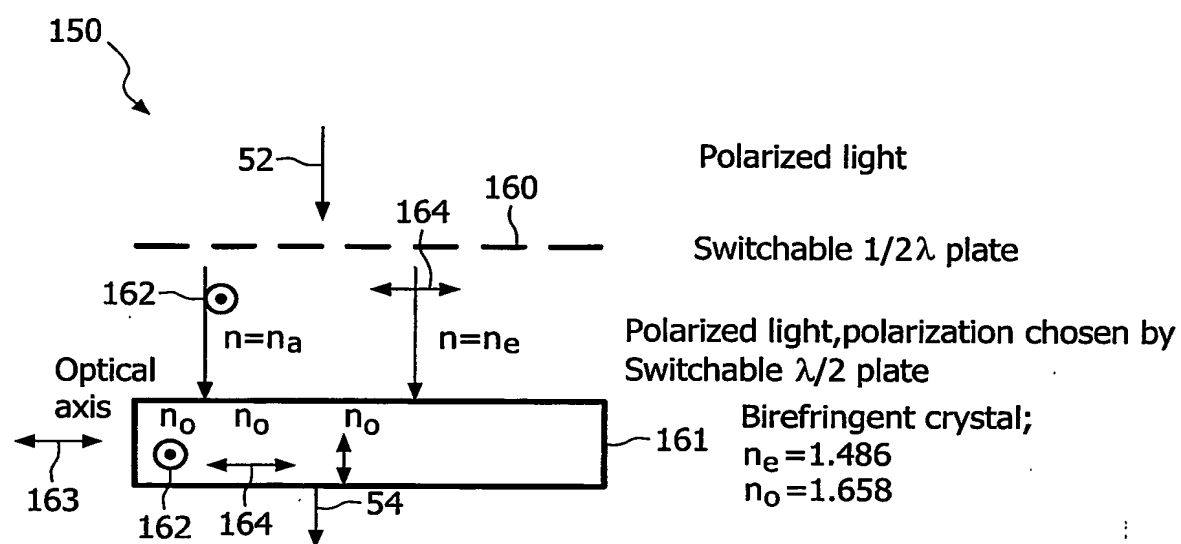 150
52
Polarized light
160
164
Switchable 1/2λ plate
162
n=na
n=ne
Polarized light,polarization chosen by
Switchable λ/2 plate
Optical
axis
no no no
Birefringent crystal;
161
ne=1.486
no=1.658
163
162
164
54